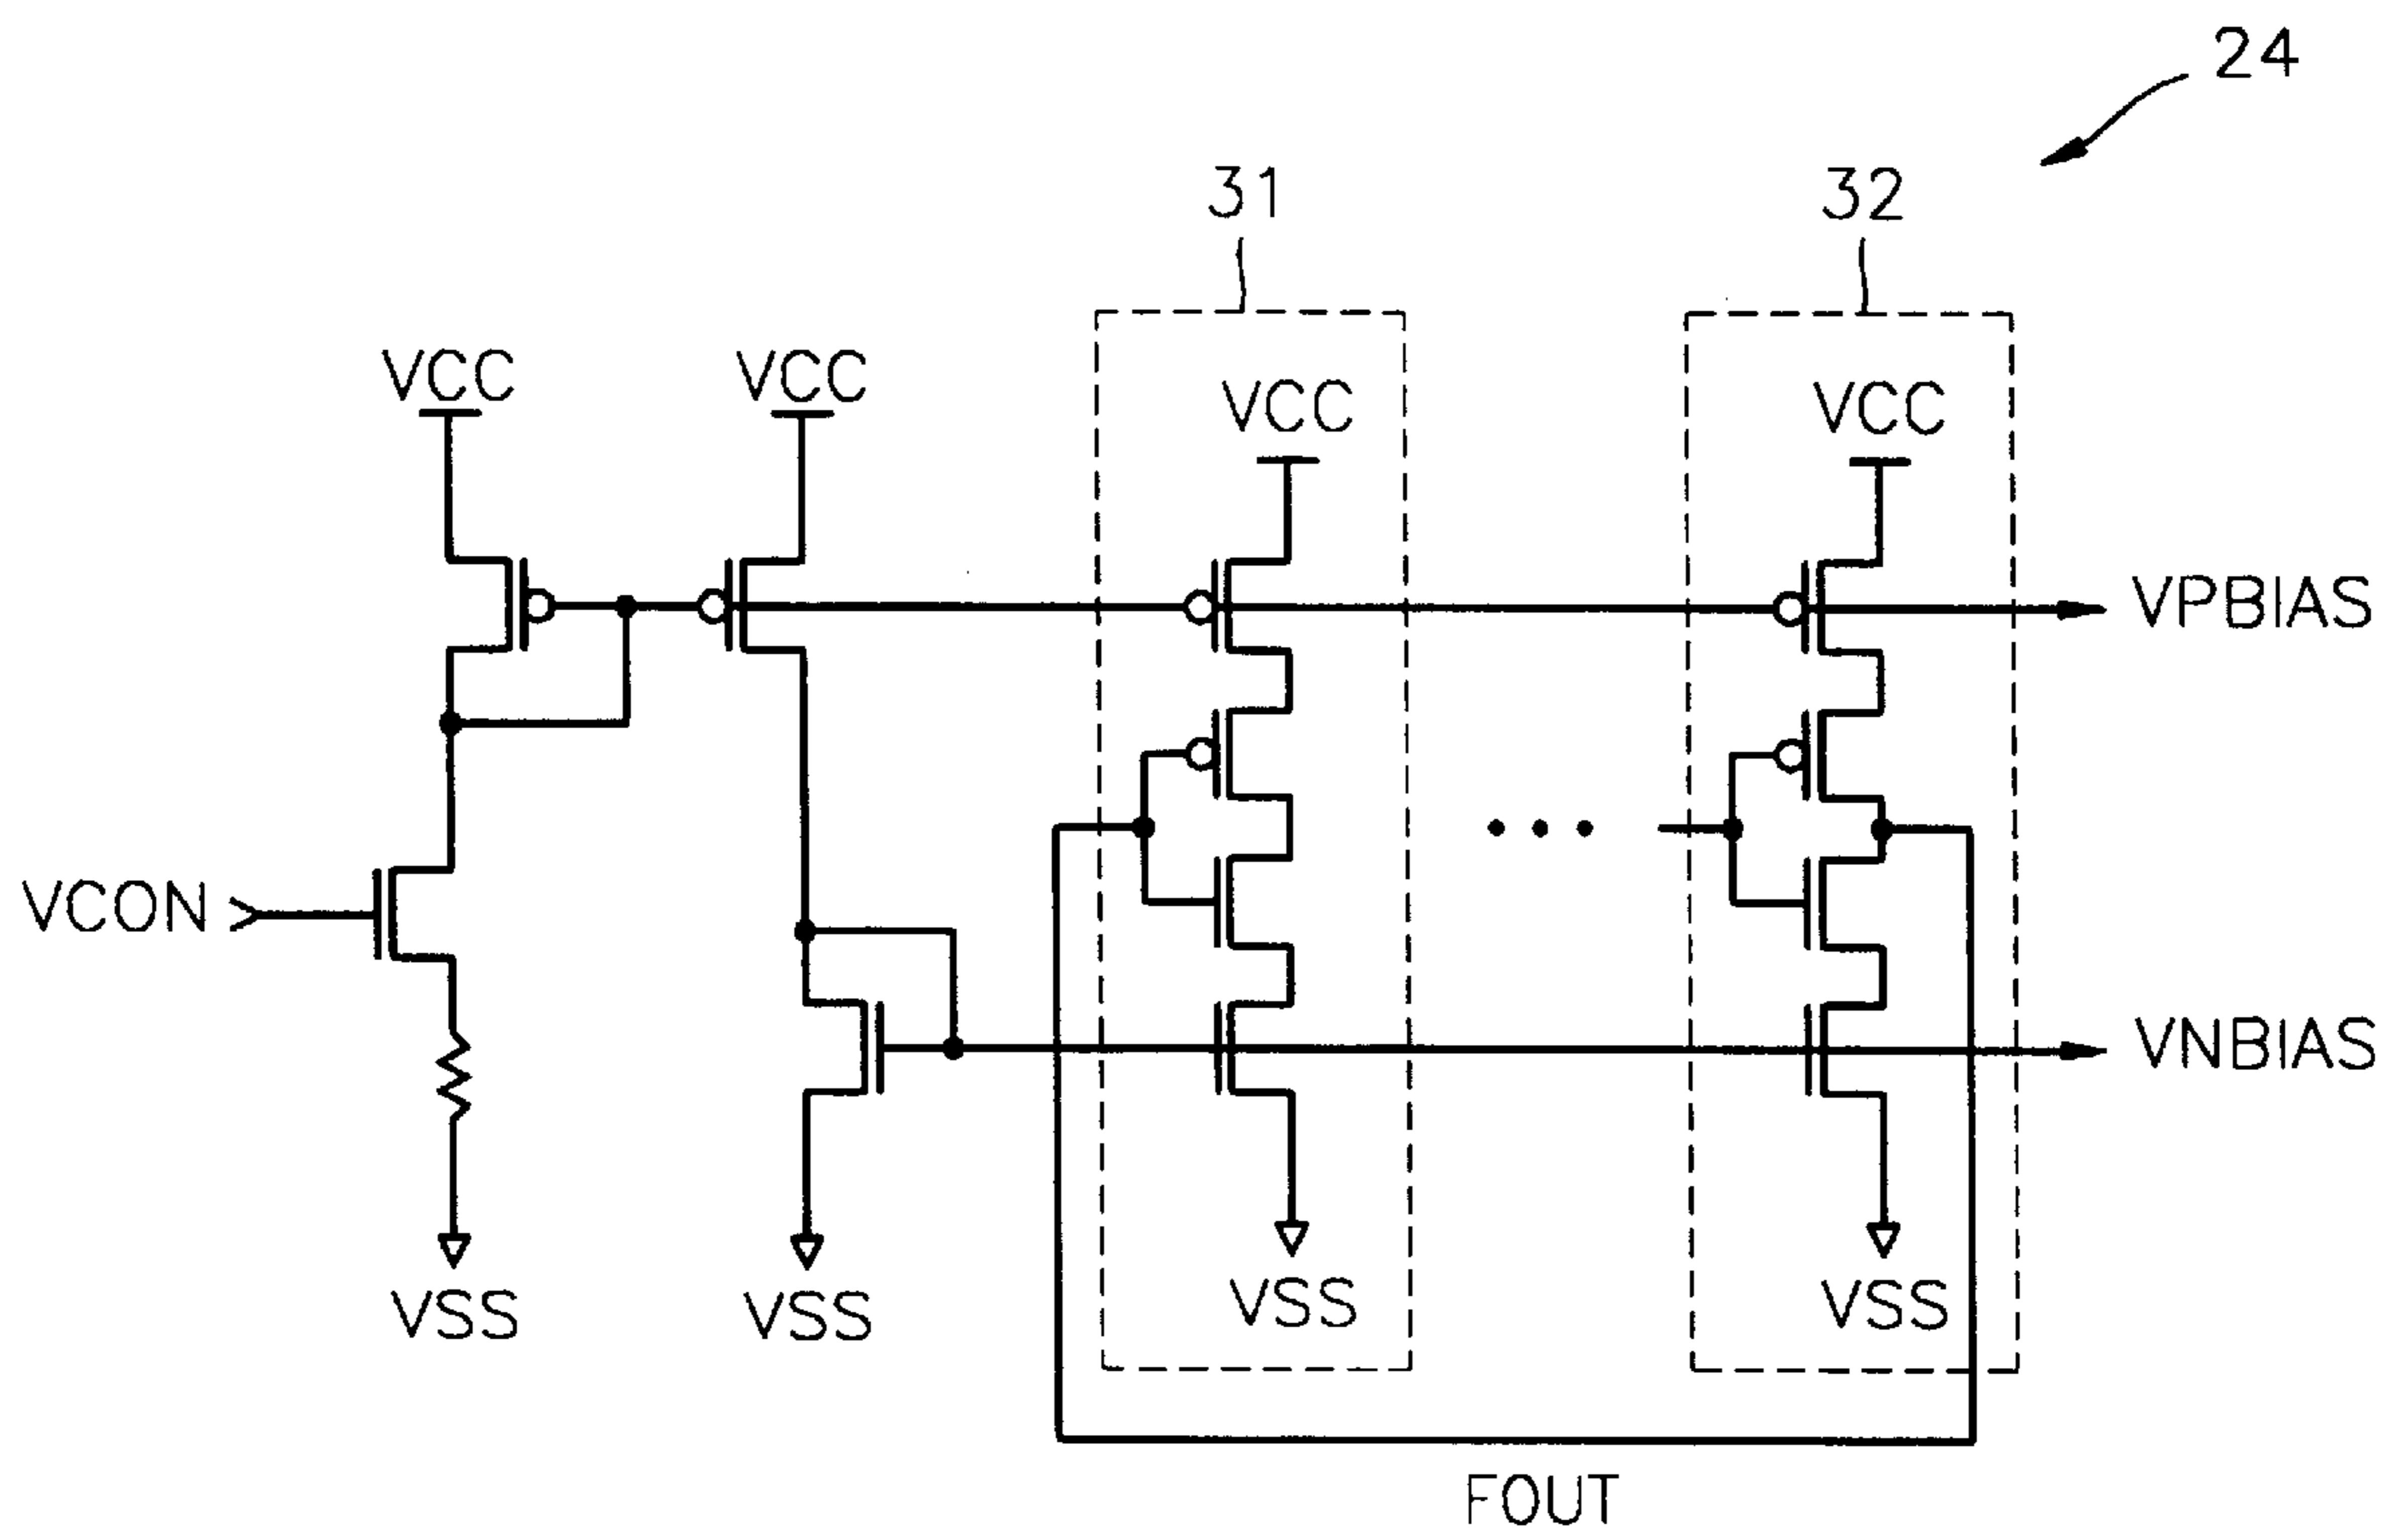 24
31
32
VCC
VCC
VCC
VCC
VPBIAS
VCON
VNBIAS
VSS
VSS
VSS
VSS
FOUT